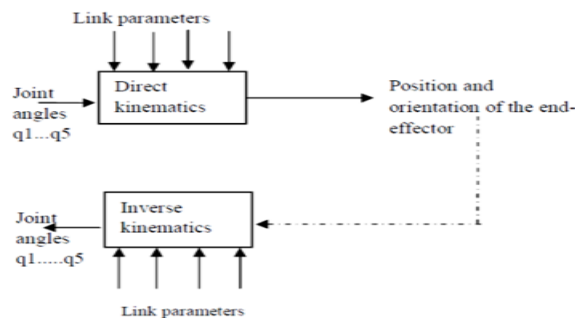 Link parameters
Direct
kinematics
Joint
angles
q1...q5
Position and
orientation of the end-
effector
Inverse
kinematics
Joint
angles
q1.....q5
Link parameters